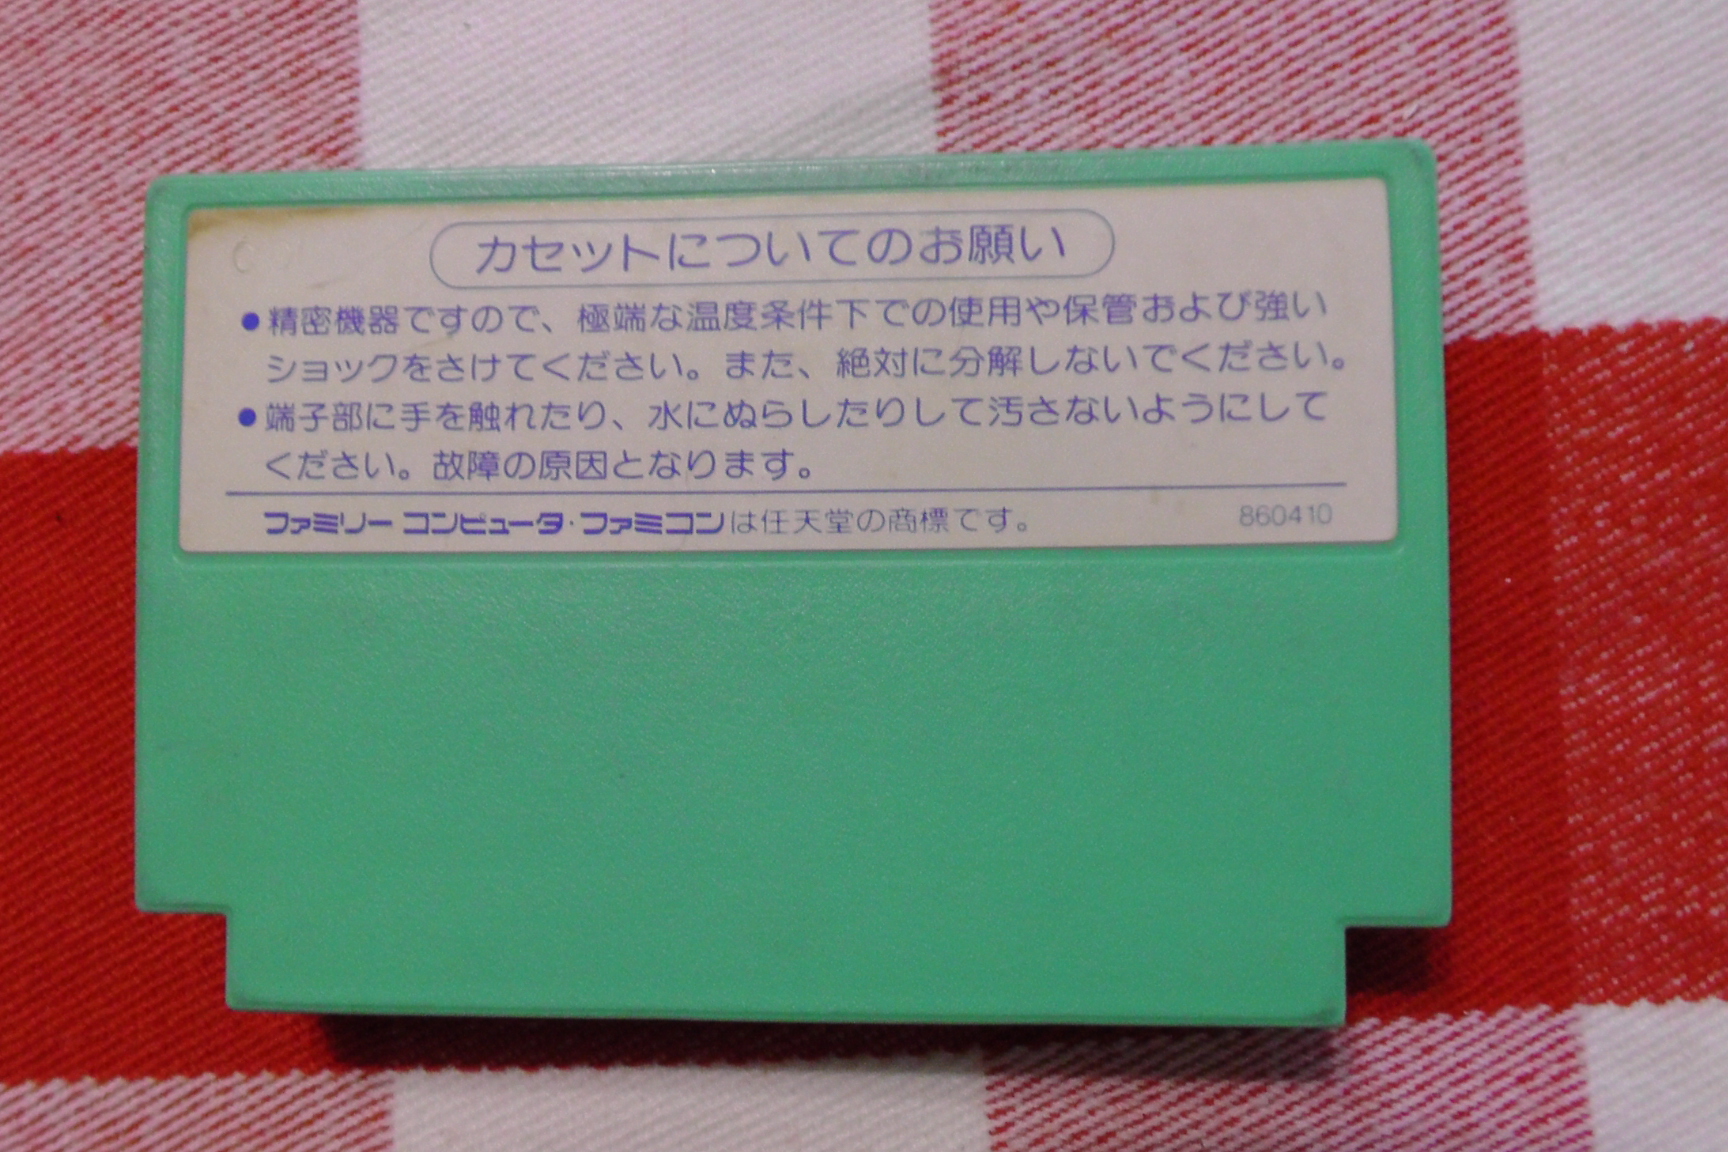 カセットについてのお願い
●精密機器ですので、極端な温度条件下での使用や保管および強い
ショックをさけてください。また、絶対に分解しないでください。
●端子部に手を触れたり、水にぬらしたりして汚さないようにして
ください。故障の原因となります。
ファミリー コンピュータ・ファミコンは任天堂の商標です。 860410